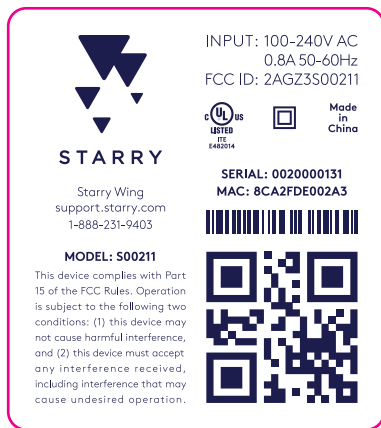 STARRY
Starry Wing
support.starry.com
1-888-231-9403
MODEL: S00211
This device complies with Part
15 of the FCC Rules. Operation
is subject to the following two
conditions: (1) this device may
not cause harmful interference,
and (2) this device must accept
any interference received,
including interference that may
cause undesired operation.
INPUT: 100-240V AC
0.8A 50-60Hz
FCC ID: 2AGZ3S00211
C UL US
LISTED
ITE
E482014
Made
in
China
SERIAL: 0020000131
MAC: 8CA2FDE002A3